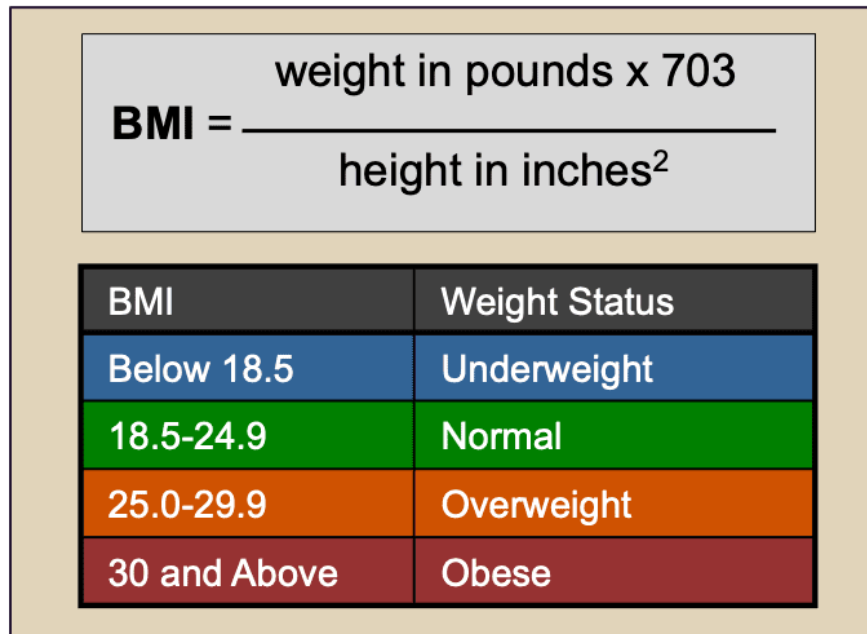 weight in pounds x 703
BMI =
height in inches²
BMI Weight Status
Below 18.5 Underweight
18.5-24.9 Normal
25.0-29.9 Overweight
30 and Above Obese